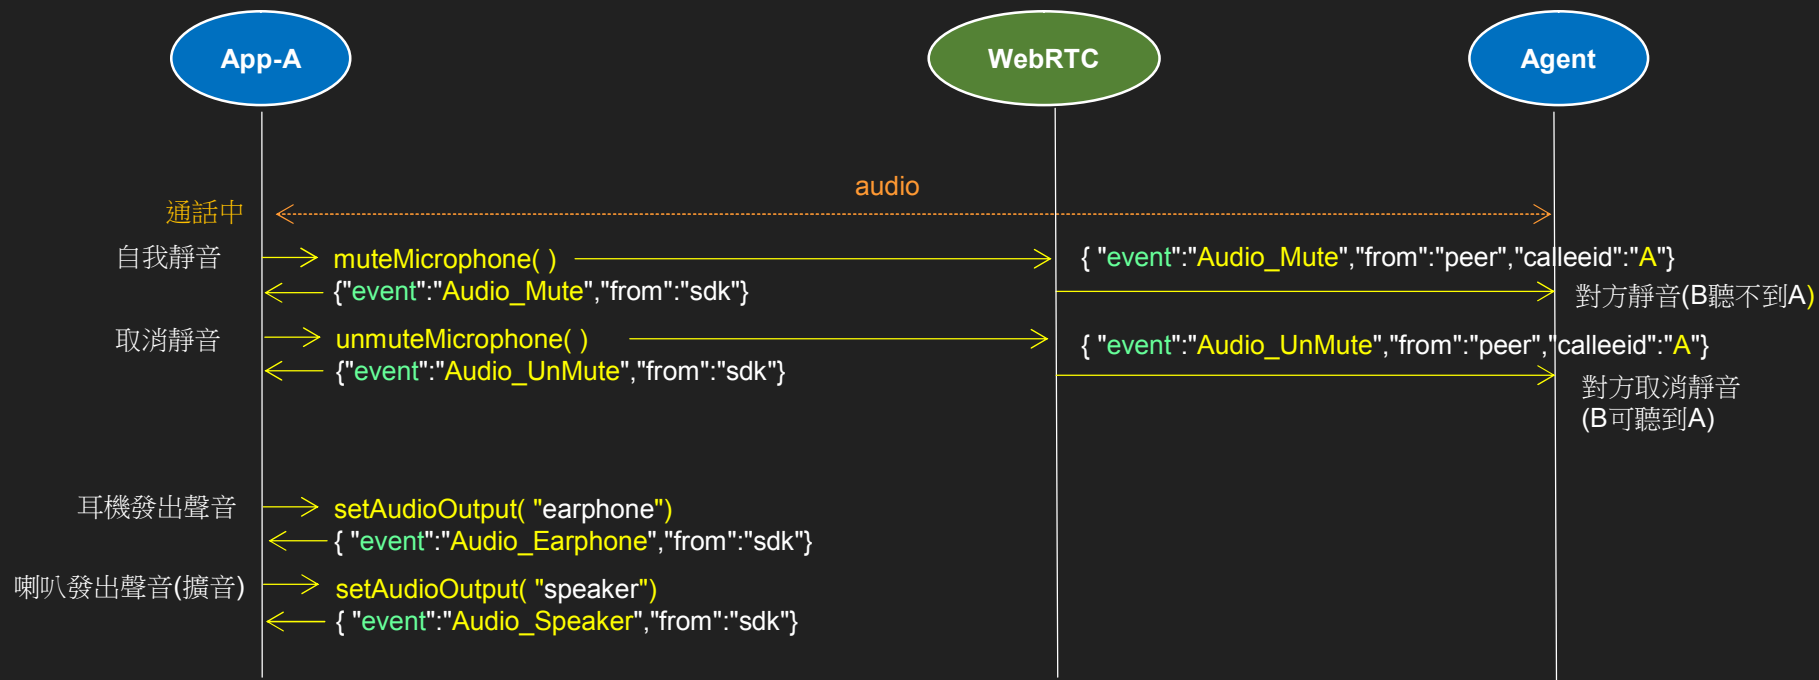 App-A
WebRTC
Agent
audio
通話中
自我靜音
muteMicrophone( )
{ "event":"Audio_Mute","from":"peer","calleeid":"A"}
{"event":"Audio_Mute","from":"sdk"}
對方靜音(B聽不到A)
取消靜音
unmuteMicrophone( )
{ "event":"Audio_UnMute","from":"peer","calleeid":"A"}
{"event":"Audio_UnMute","from":"sdk"}
對方取消靜音
(B可聽到A)
耳機發出聲音
setAudioOutput( "earphone")
{ "event":"Audio_Earphone","from":"sdk"}
喇叭發出聲音(擴音)
setAudioOutput( "speaker")
{ "event":"Audio_Speaker","from":"sdk"}